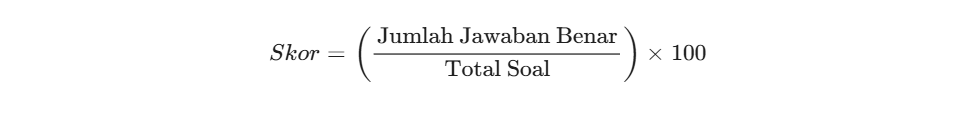 Skor = (Jumlah Jawaban Benar / Total Soal) × 100